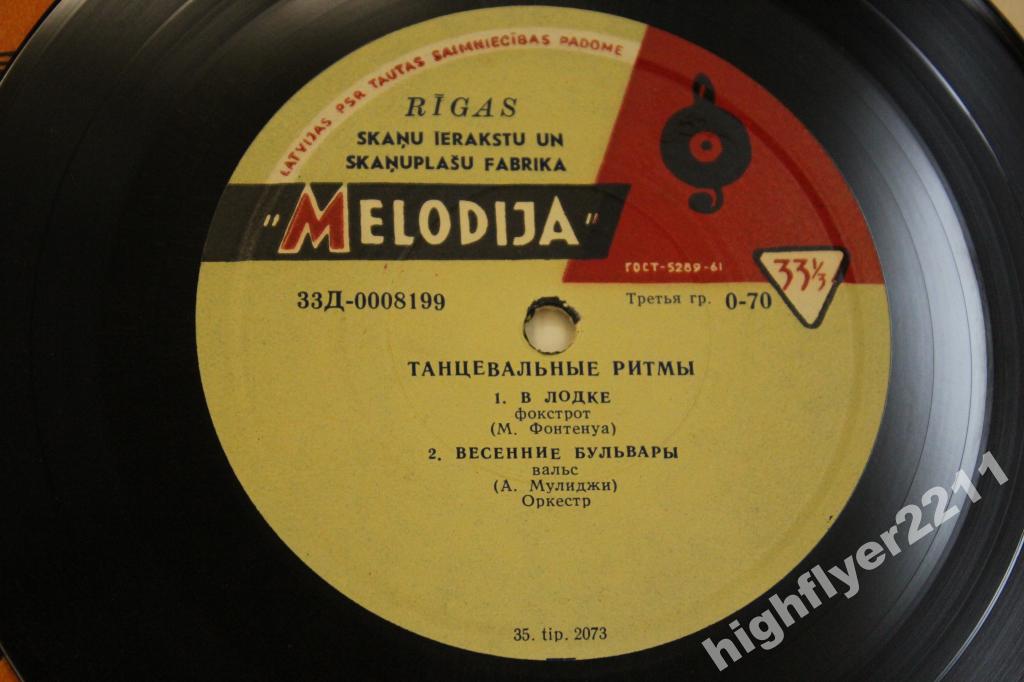 LATVIJAS PSR TAUTAS SAIMNIECĪBAS PADOME
RĪGAS
SKAŅU IERAKSTU UN
SKAŅUPLAŠU FABRIKA
"MELODIJA"
ГОСТ-5289-61
33⅓
33Д-0008199
Третья гр. 0-70
ТАНЦЕВАЛЬНЫЕ РИТМЫ
1. В ЛОДКЕ
фокстрот
(М. Фонтенуа)
2. ВЕСЕННИЕ БУЛЬВАРЫ
вальс
(А. Мулиджи)
Оркестр
35. tip. 2073
highflyer2211